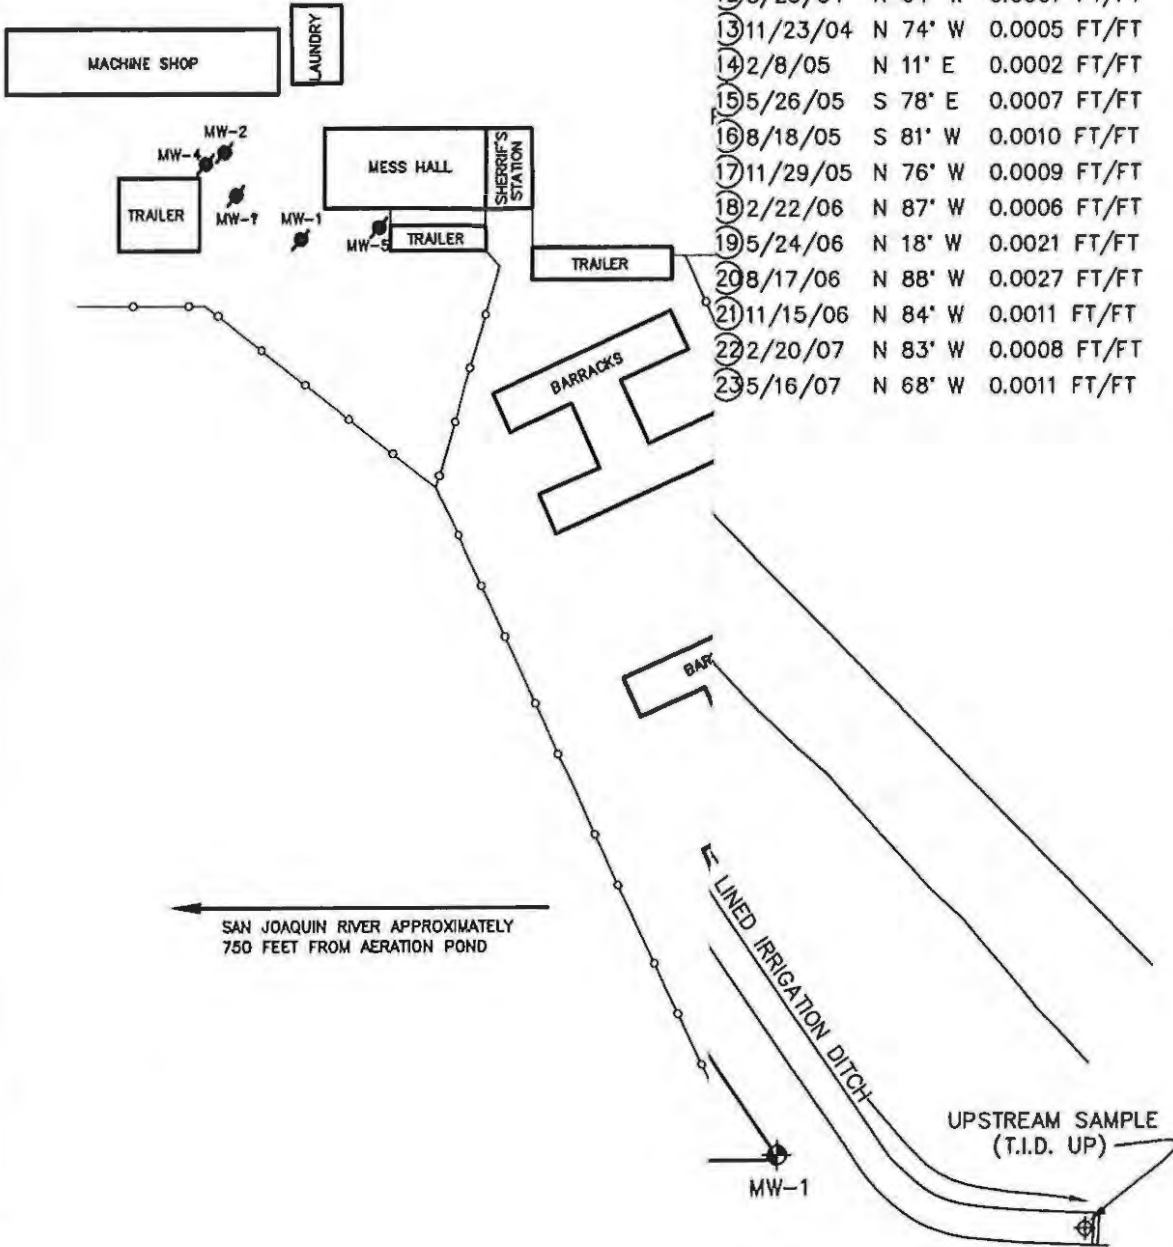 13 11/23/04 N 74° W 0.0005 FT/FT
14 2/8/05 N 11° E 0.0002 FT/FT
15 5/26/05 S 78° E 0.0007 FT/FT
16 8/18/05 S 81° W 0.0010 FT/FT
17 11/29/05 N 76° W 0.0009 FT/FT
18 2/22/06 N 87° W 0.0006 FT/FT
19 5/24/06 N 18° W 0.0021 FT/FT
20 8/17/06 N 88° W 0.0027 FT/FT
21 11/15/06 N 84° W 0.0011 FT/FT
22 2/20/07 N 83° W 0.0008 FT/FT
23 5/16/07 N 68° W 0.0011 FT/FT
MACHINE SHOP
LAUNDRY
MW-2
MW-4
MESS HALL
SHERRIF'S
STATION
TRAILER
MW-1
MW-5
TRAILER
TRAILER
BARRACKS
SAN JOAQUIN RIVER APPROXIMATELY
750 FEET FROM AERATION POND
LINED IRRIGATION DITCH
UPSTREAM SAMPLE
(T.I.D. UP)
MW-1